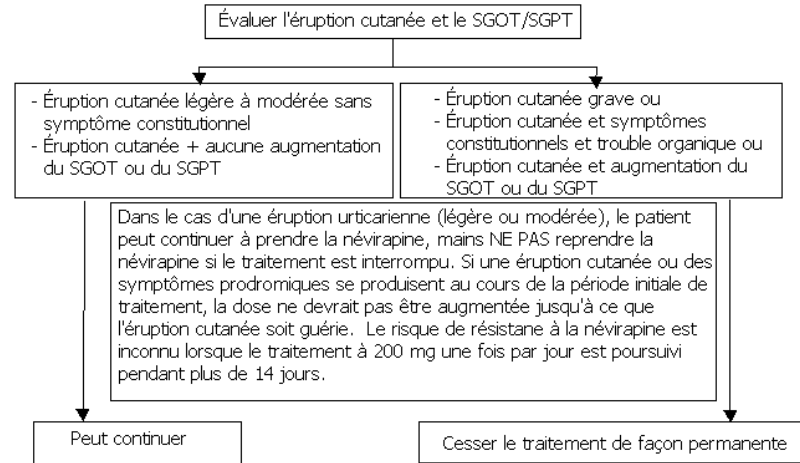 Évaluer l'éruption cutanée et le SGOT/SGPT
- Éruption cutanée légère à modérée sans
symptôme constitutionnel
- Éruption cutanée + aucune augmentation
du SGOT ou du SGPT
- Éruption cutanée grave ou
- Éruption cutanée et symptômes
constitutionnels et trouble organique ou
- Éruption cutanée et augmentation du
SGOT ou du SGPT
Dans le cas d'une éruption urticarienne (légère ou modérée), le patient
peut continuer à prendre la névirapine, mains NE PAS reprendre la
névirapine si le traitement est interrompu. Si une éruption cutanée ou des
symptômes prodromiques se produisent au cours de la période initiale de
traitement, la dose ne devrait pas être augmentée jusqu'à ce que
l'éruption cutanée soit guérie. Le risque de résistane à la névirapine est
inconnu lorsque le traitement à 200 mg une fois par jour est poursuivi
pendant plus de 14 jours.
Peut continuer
Cesser le traitement de façon permanente